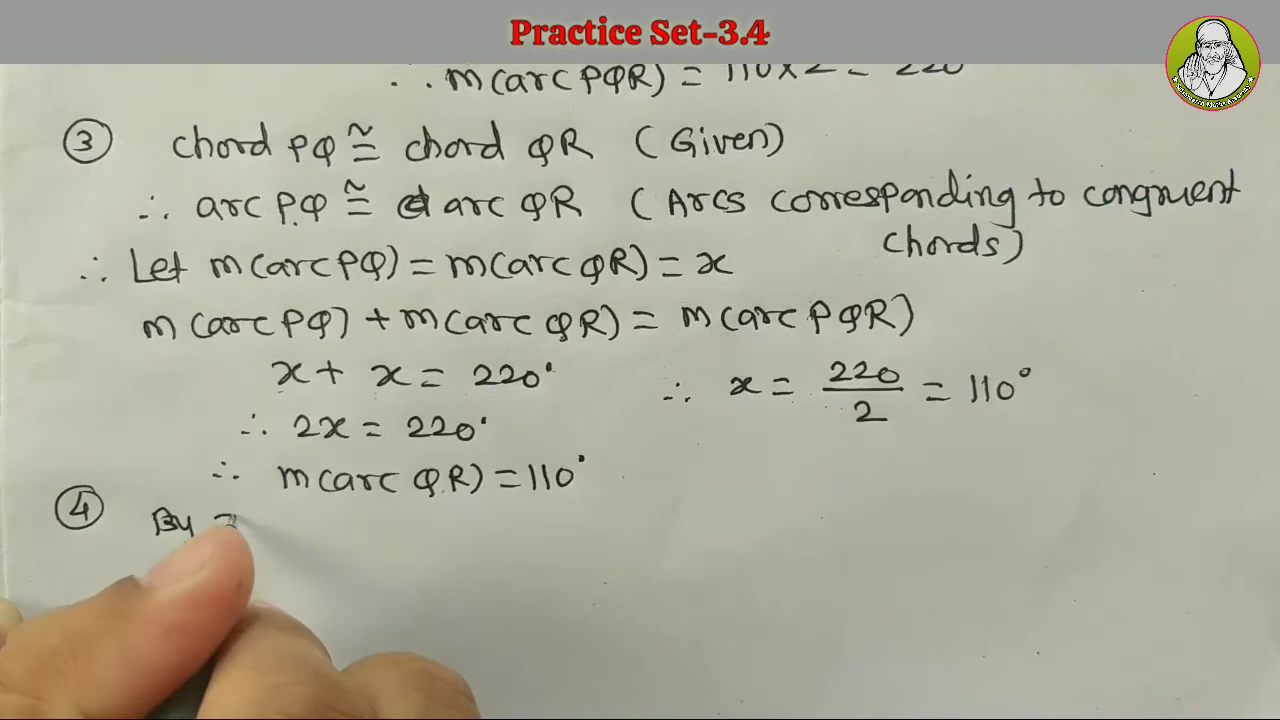 Practice Set-3.4
∴ m(arc PQR) = 110x2 = 220
③ chord PQ ≅ chord QR (Given)
∴ arc PQ ≅ arc QR (Arcs corresponding to congruent
chords)
∴ Let m(arc PQ) = m(arc QR) = x
m(arc PQ) + m(arc QR) = m(arc PQR)
x + x = 220° ∴ x = 220/2 = 110°
∴ 2x = 220°
∴ m(arc QR) = 110°
④ By